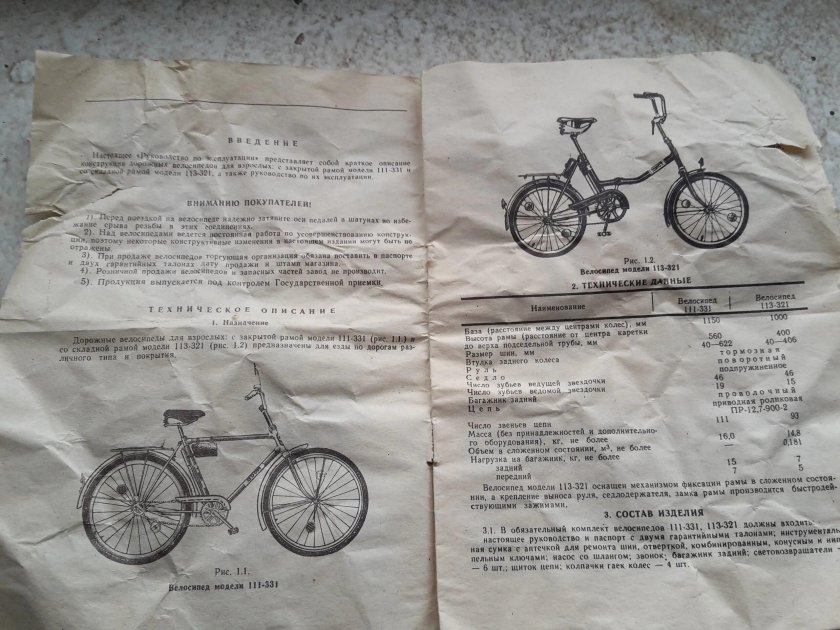 ВВЕДЕНИЕ
Настоящее «Руководство по эксплуатации» представляет собой краткое описание
конструкции дорожных велосипедов для взрослых: с закрытой рамой модели 111-331 и
со складной рамой модели 113-321, а также руководство по их эксплуатации.
ВНИМАНИЮ ПОКУПАТЕЛЕЙ!
1). Перед поездкой на велосипеде надежно затяните оси педалей в шатунах во избе-
жание срыва резьбы в этих соединениях.
2). Над велосипедами ведется постоянная работа по усовершенствованию конструк-
ции, поэтому некоторые конструктивные изменения в настоящем издании могут быть не
отражены.
3). При продаже велосипедов торгующая организация обязана поставить в паспорте
и двух гарантийных талонах дату продажи и штамп магазина.
4). Розничной продажи велосипедов и запасных частей завод не производит.
5). Продукция выпускается под контролем Государственной приемки.
ТЕХНИЧЕСКОЕ ОПИСАНИЕ
1. Назначение
Дорожные велосипеды для взрослых: с закрытой рамой модели 111-331 (рис. 1.1.) и
со складной рамой модели 113-321 (рис. 1.2) предназначены для езды по дорогам раз-
личного типа и покрытия.
Рис. 1.1.
Велосипед модели 111-331
Рис. 1.2.
Велосипед модели 113-321
2. ТЕХНИЧЕСКИЕ ДАННЫЕ
Наименование Велосипед 111-331 Велосипед 113-321
База (расстояние между центрами колес), мм 1150 1000
Высота рамы (расстояние от центра каретки
до верха подседельной трубы, мм 560 400
Размер шин, мм 40—622 40—406
Втулка заднего колеса тормозная
Руль поворотный
Седло подпружиненное
Число зубьев ведущей звездочки 46 46
Число зубьев ведомой звездочки 19 15
Багажник задний проволочный
Цепь приводная роликовая
ПР-12,7-900-2
Число звеньев цепи 111 93
Масса (без принадлежностей и дополнительно-
го оборудования), кг, не более 16,0 14,8
Объем в сложенном состоянии, м³, не более — 0,181
Нагрузка на багажник, кг, не более
задний 15 7
передний 7 5
Велосипед модели 113-321 оснащен механизмом фиксации рамы в сложенном состоя-
нии, а крепление выноса руля, седлодержателя, замка рамы производится быстродей-
ствующими зажимами.
3. СОСТАВ ИЗДЕЛИЯ
3.1. В обязательный комплект велосипедов 111-331, 113-321 должны входить
настоящее руководство и паспорт с двумя гарантийными талонами; инструменталь-
ная сумка с аптечкой для ремонта шин, отверткой, комбинированным, конусным и нип
пельным ключами; насос со шлангом; звонок; багажник задний; световозвращатели
— 6 шт.; щиток цепи; колпачки гаек колес — 4 шт.